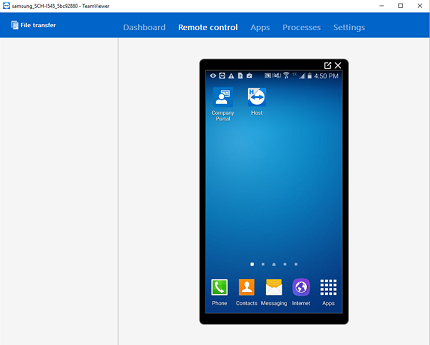 samsung_SCH-I545_5bc92880 - TeamViewer
File transfer
Dashboard Remote control Apps Processes Settings
4:50 PM
Company Portal
Host
Phone Contacts Messaging Internet Apps